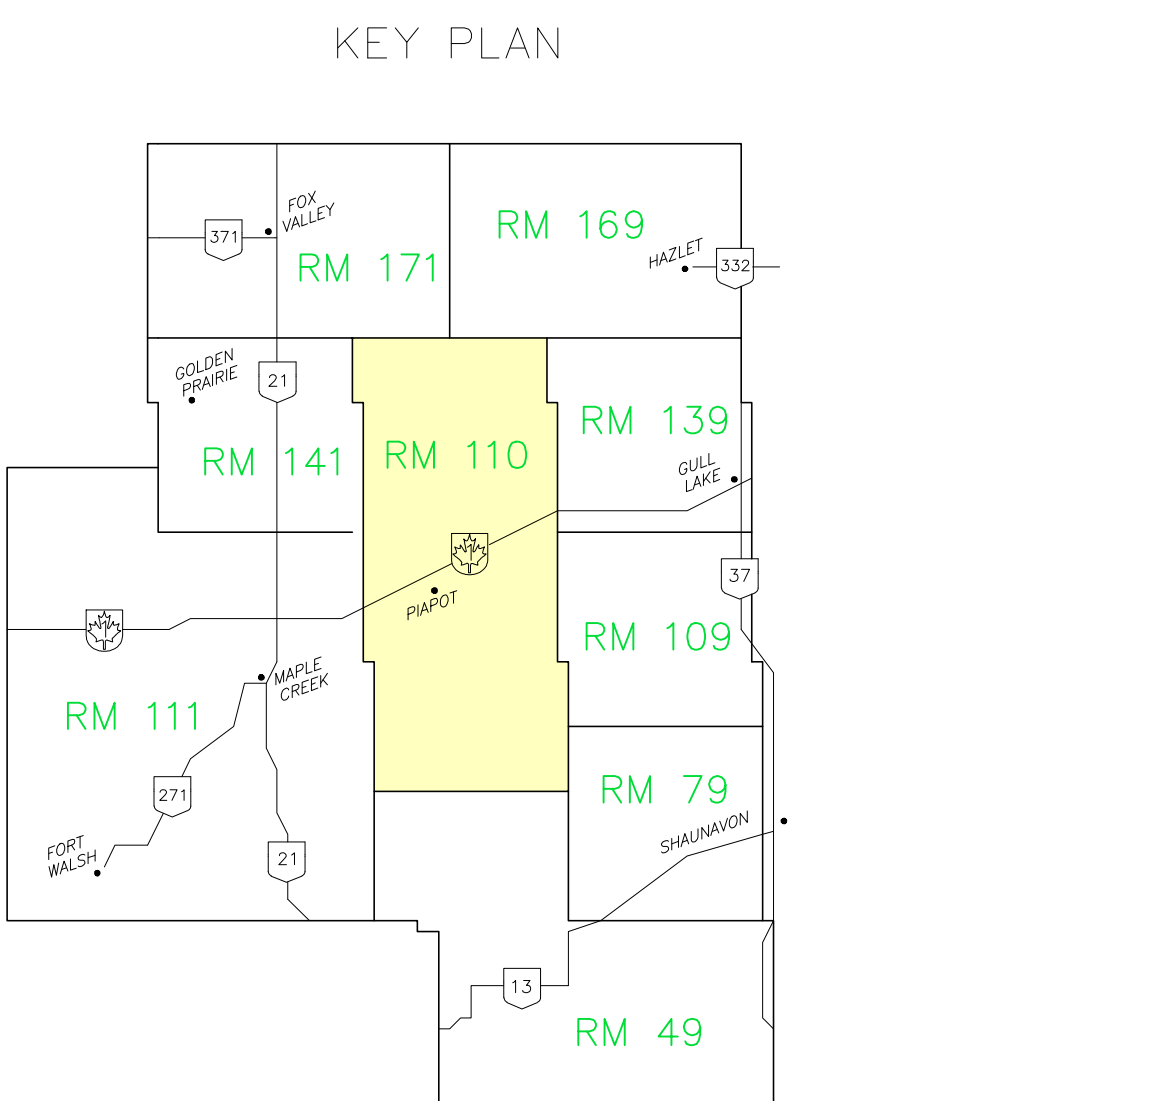 KEY PLAN
FOX
VALLEY
371
RM 171
RM 169
HAZLET
332
GOLDEN
PRAIRIE
21
RM 141
RM 110
RM 139
GULL
LAKE
37
PIAPOT
RM 109
MAPLE
CREEK
RM 111
271
RM 79
SHAUNAVON
FORT
WALSH
21
13
RM 49